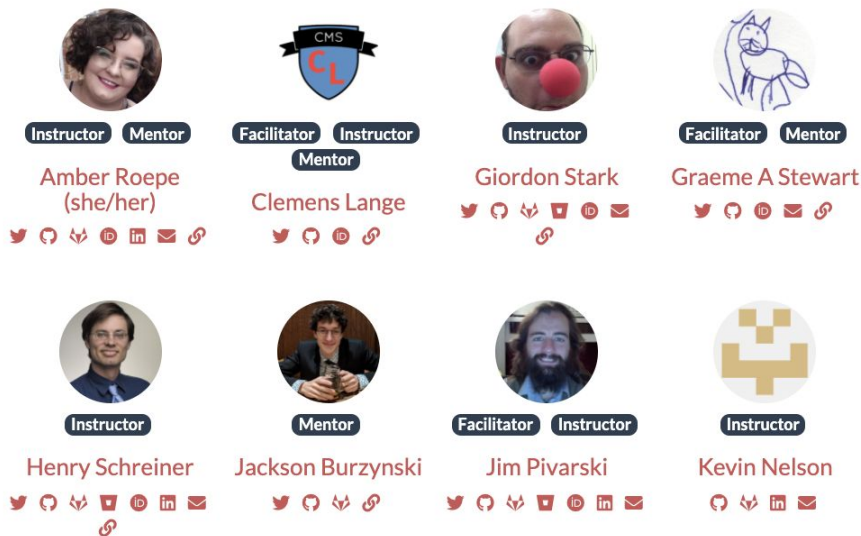 CMS
CL
Instructor Mentor
Facilitator Instructor
Mentor
Instructor
Facilitator Mentor
Amber Roepe
(she/her)
Clemens Lange
Giordon Stark
Graeme A Stewart
Instructor
Mentor
Facilitator Instructor
Instructor
Henry Schreiner
Jackson Burzynski
Jim Pivarski
Kevin Nelson